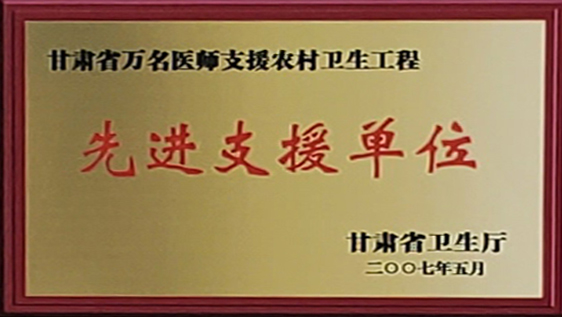 甘肃省万名医师支援农村卫生工程
先进支援单位
甘肃省卫生厅
二〇〇七年五月